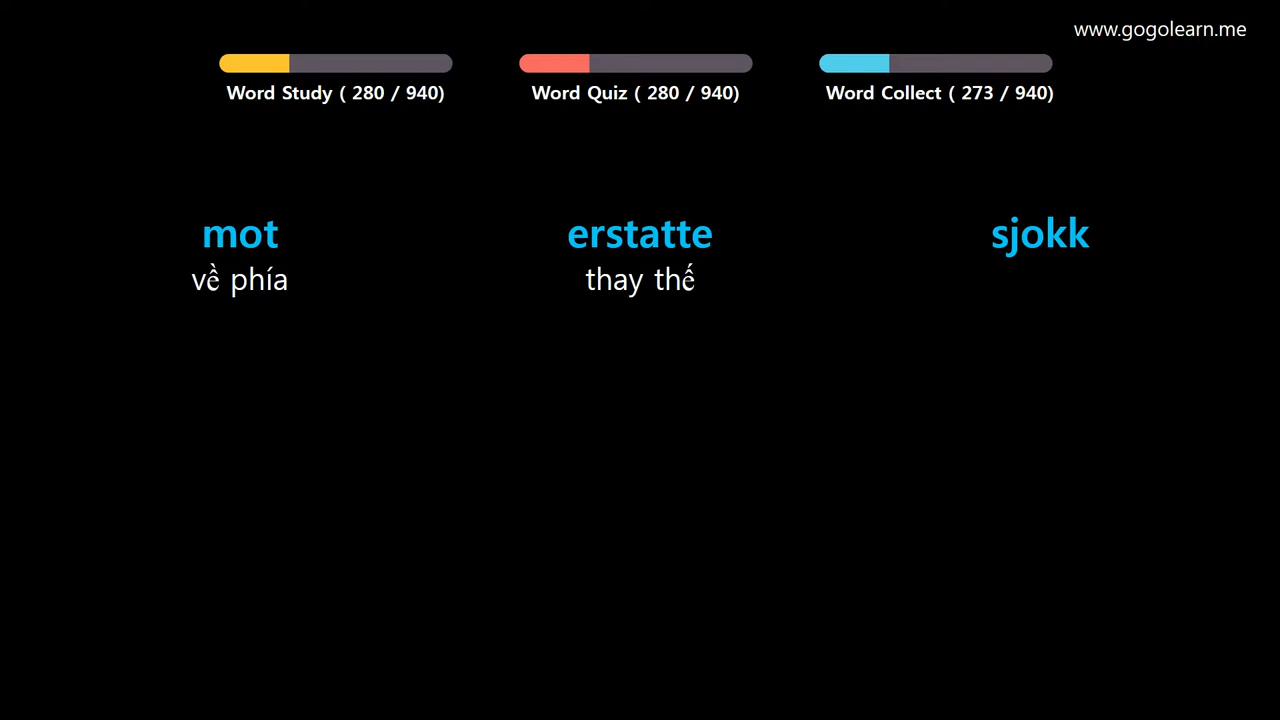 www.gogolearn.me
Word Study ( 280 / 940)
Word Quiz ( 280 / 940)
Word Collect ( 273 / 940)
mot
về phía
erstatte
thay thế
sjokk